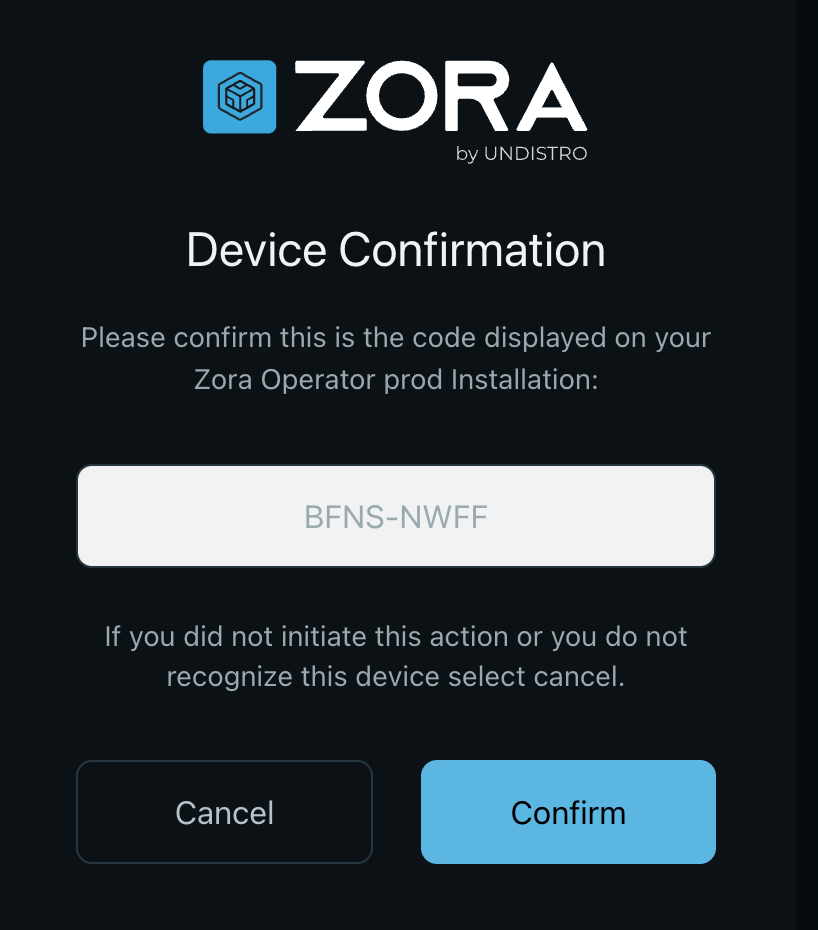 ZORA
by UNDISTRO
Device Confirmation
Please confirm this is the code displayed on your
Zora Operator prod Installation:
BFNS-NWFF
If you did not initiate this action or you do not
recognize this device select cancel.
Cancel
Confirm